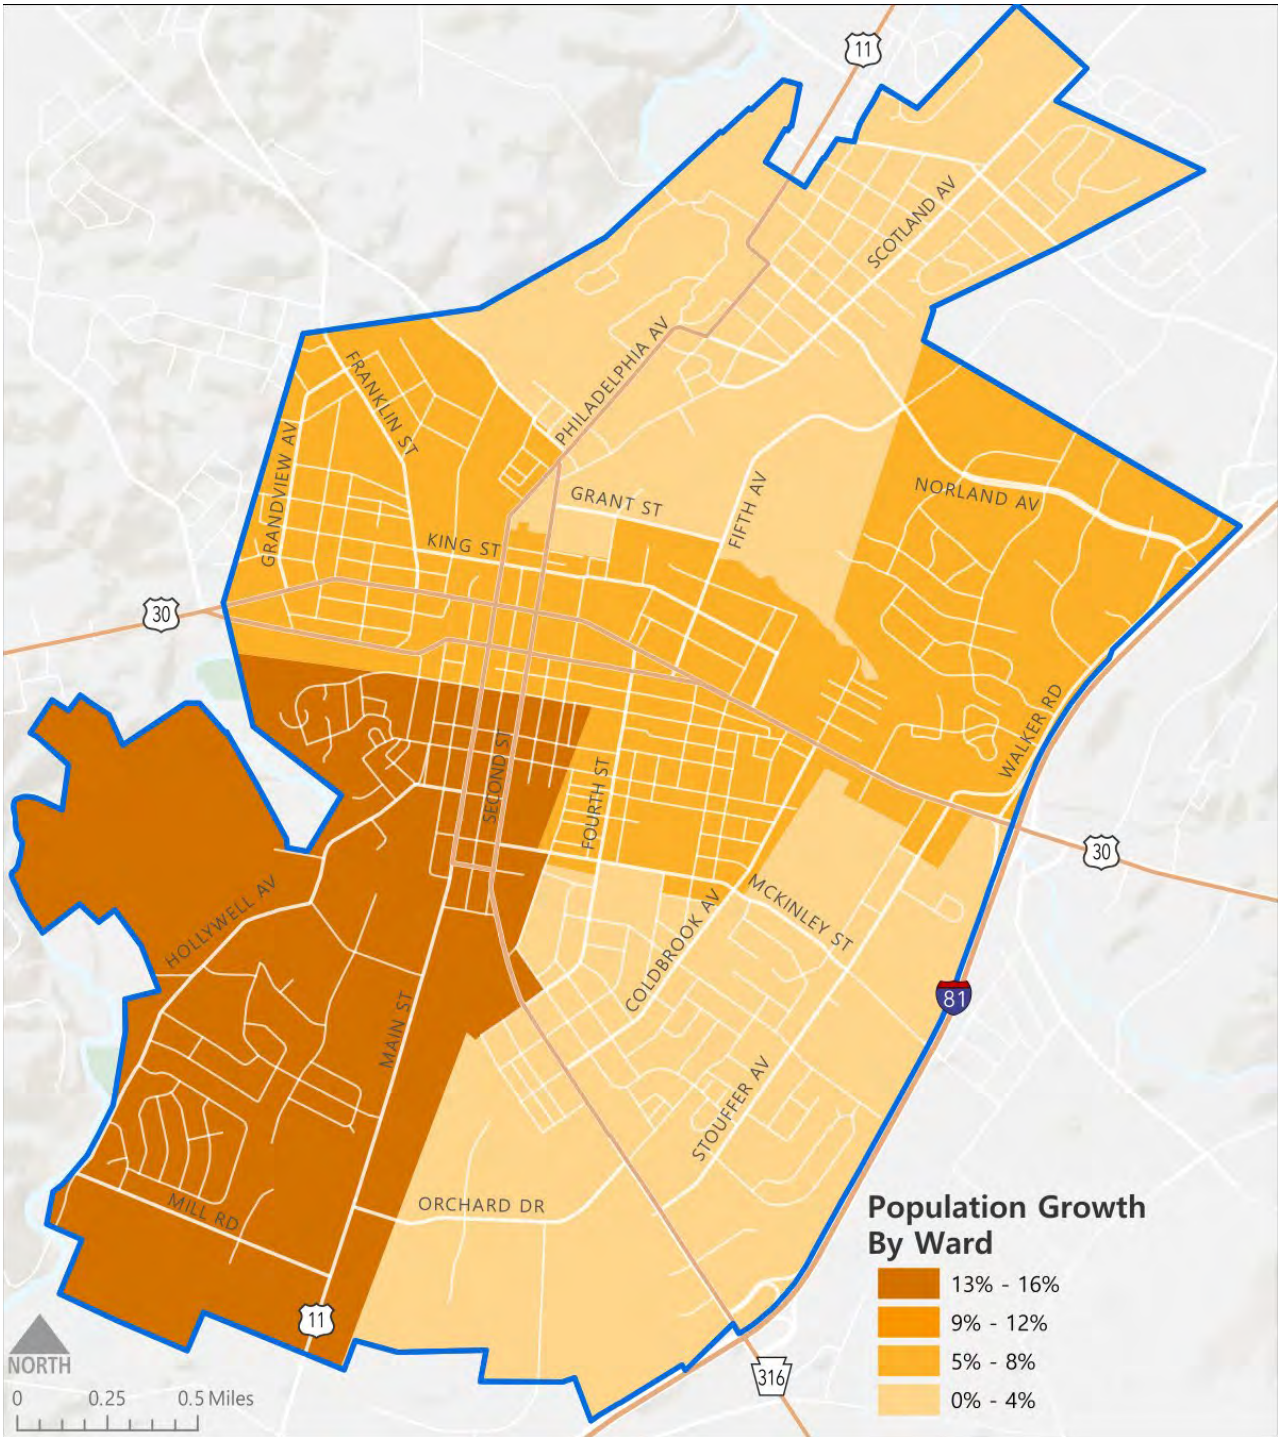 11
SCOTLAND AV
PHILADELPHIA AV
FRANKLIN ST
GRANDVIEW AV
GRANT ST
FIFTH AV
NORLAND AV
KING ST
30
WALKER RD
SECOND ST
FOURTH ST
30
MCKINLEY ST
COLDBROOK AV
HOLLYWELL AV
81
MAIN ST
STOUFFER AV
ORCHARD DR
MILL RD
Population Growth
By Ward
13% - 16%
9% - 12%
5% - 8%
0% - 4%
11
316
NORTH
0 0.25 0.5 Miles